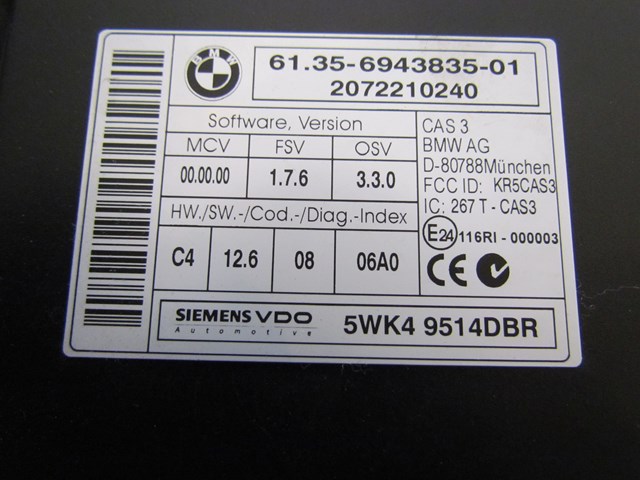 BMW
61.35-6943835-01
2072210240
Software, Version
MCV FSV OSV
00.00.00 1.7.6 3.3.0
HW./SW.-/Cod.-/Diag.-Index
C4 12.6 08 06A0
CAS 3
BMW AG
D-80788München
FCC ID: KR5CAS3
IC: 267 T - CAS3
E24 116RI - 000003
CE
SIEMENS VDO
Automotive
5WK4 9514DBR